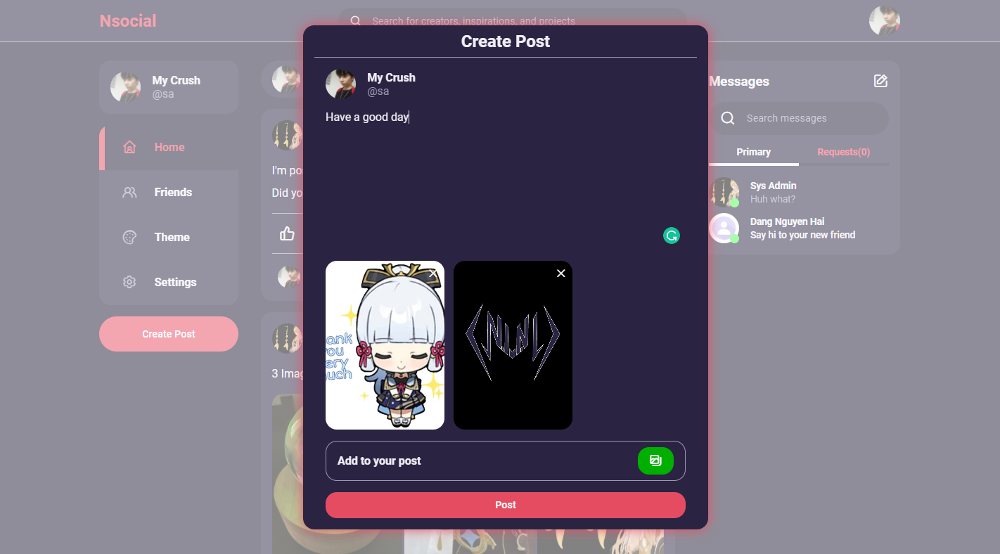 Nsocial
Search for creators, inspirations, and projects
My Crush
@sa
Home
Friends
Theme
Settings
Create Post
I'm po
Did yo
3 Imag
Create Post
My Crush
@sa
Have a good day
ank
ou
ery
uch
NLNL
Add to your post
Post
Messages
Search messages
Primary
Requests(0)
Sys Admin
Huh what?
Dang Nguyen Hai
Say hi to your new friend